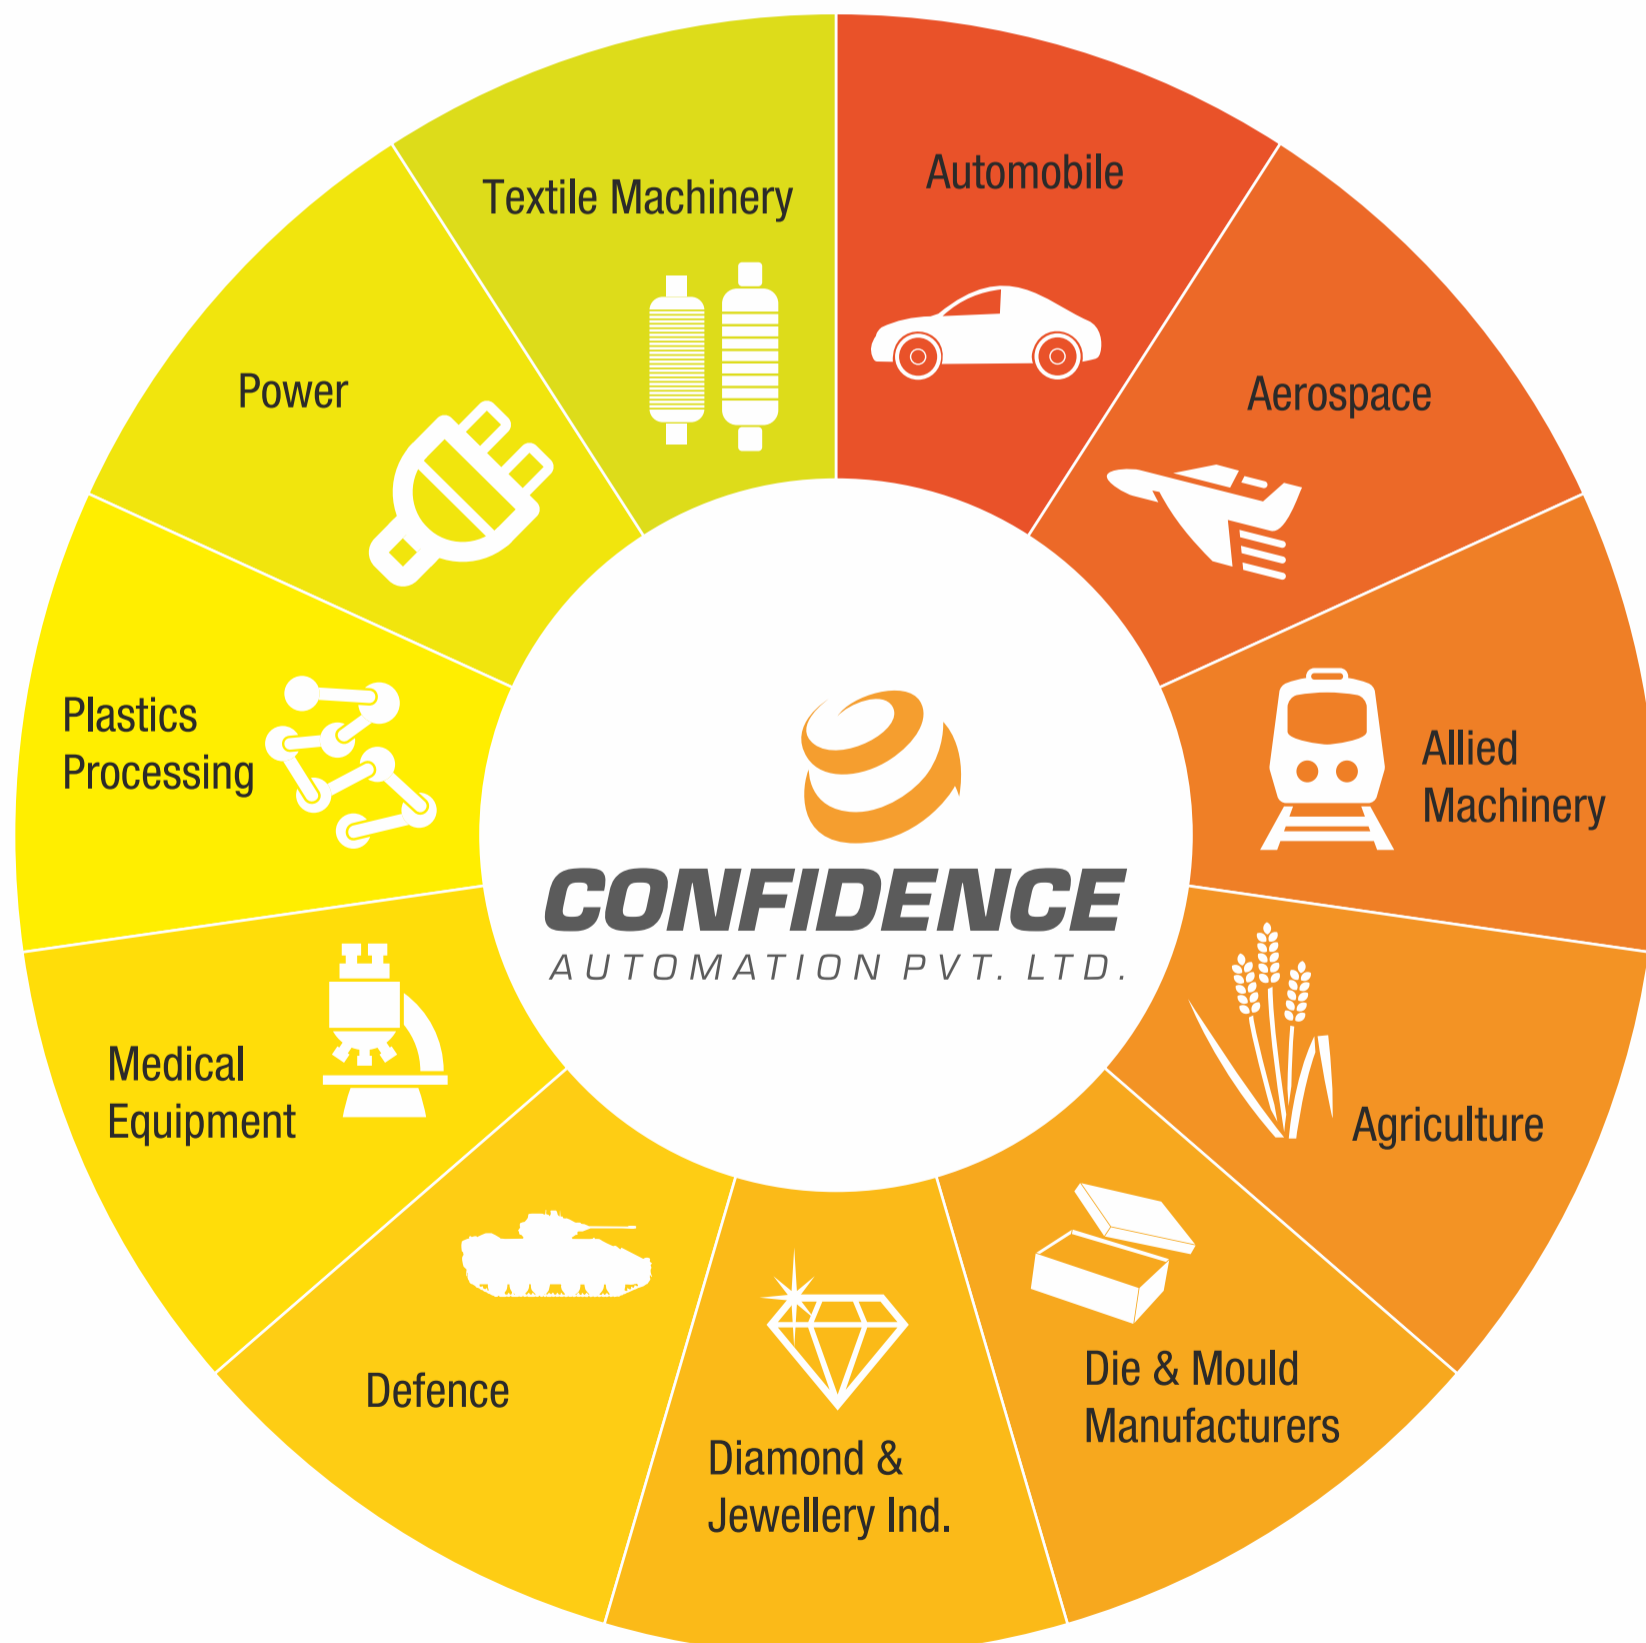 Textile Machinery
Automobile
Aerospace
Allied
Machinery
Agriculture
Die & Mould
Manufacturers
Diamond &
Jewellery Ind.
Defence
Medical
Equipment
Plastics
Processing
Power
CONFIDENCE
AUTOMATION PVT. LTD.